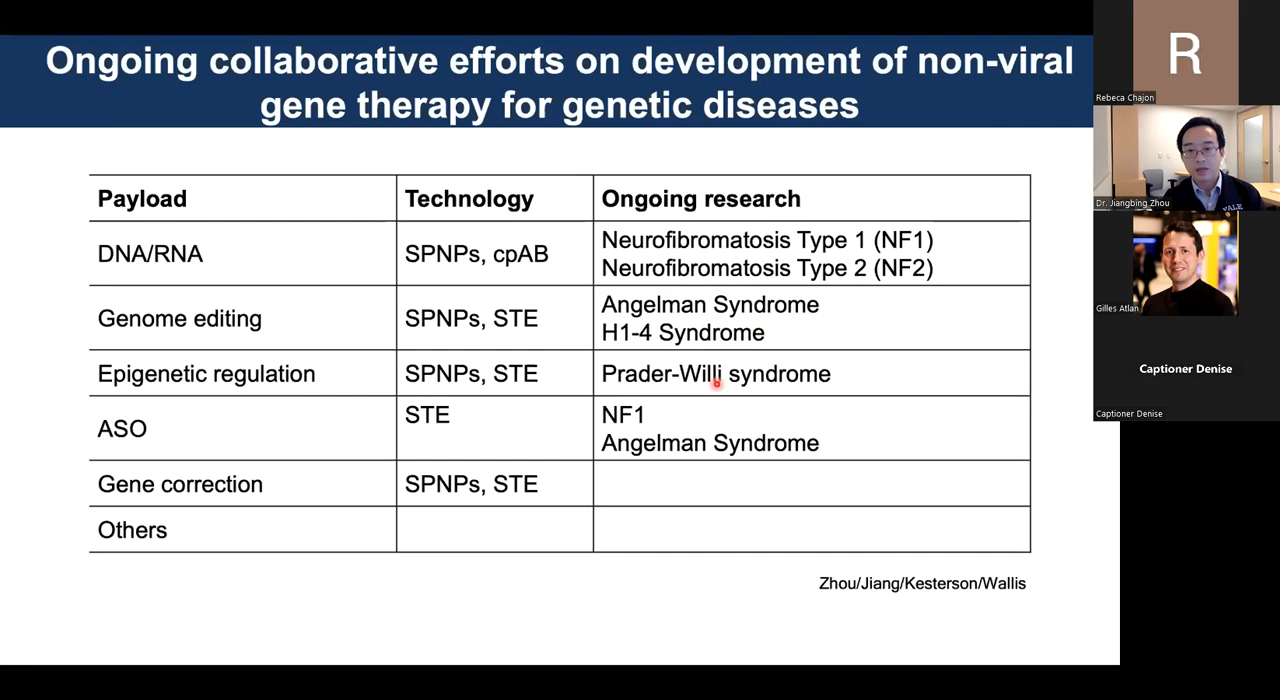 Ongoing collaborative efforts on development of non-viral
gene therapy for genetic diseases
Payload Technology Ongoing research
DNA/RNA SPNPs, cpAB Neurofibromatosis Type 1 (NF1)
Neurofibromatosis Type 2 (NF2)
Genome editing SPNPs, STE Angelman Syndrome
H1-4 Syndrome
Epigenetic regulation SPNPs, STE Prader-Willi syndrome
ASO STE NF1
Angelman Syndrome
Gene correction SPNPs, STE
Others
Zhou/Jiang/Kesterson/Wallis
R
Rebeca Chajon
YALE
Dr. Jiangbing Zhou
Gilles Atlan
Captioner Denise
Captioner Denise